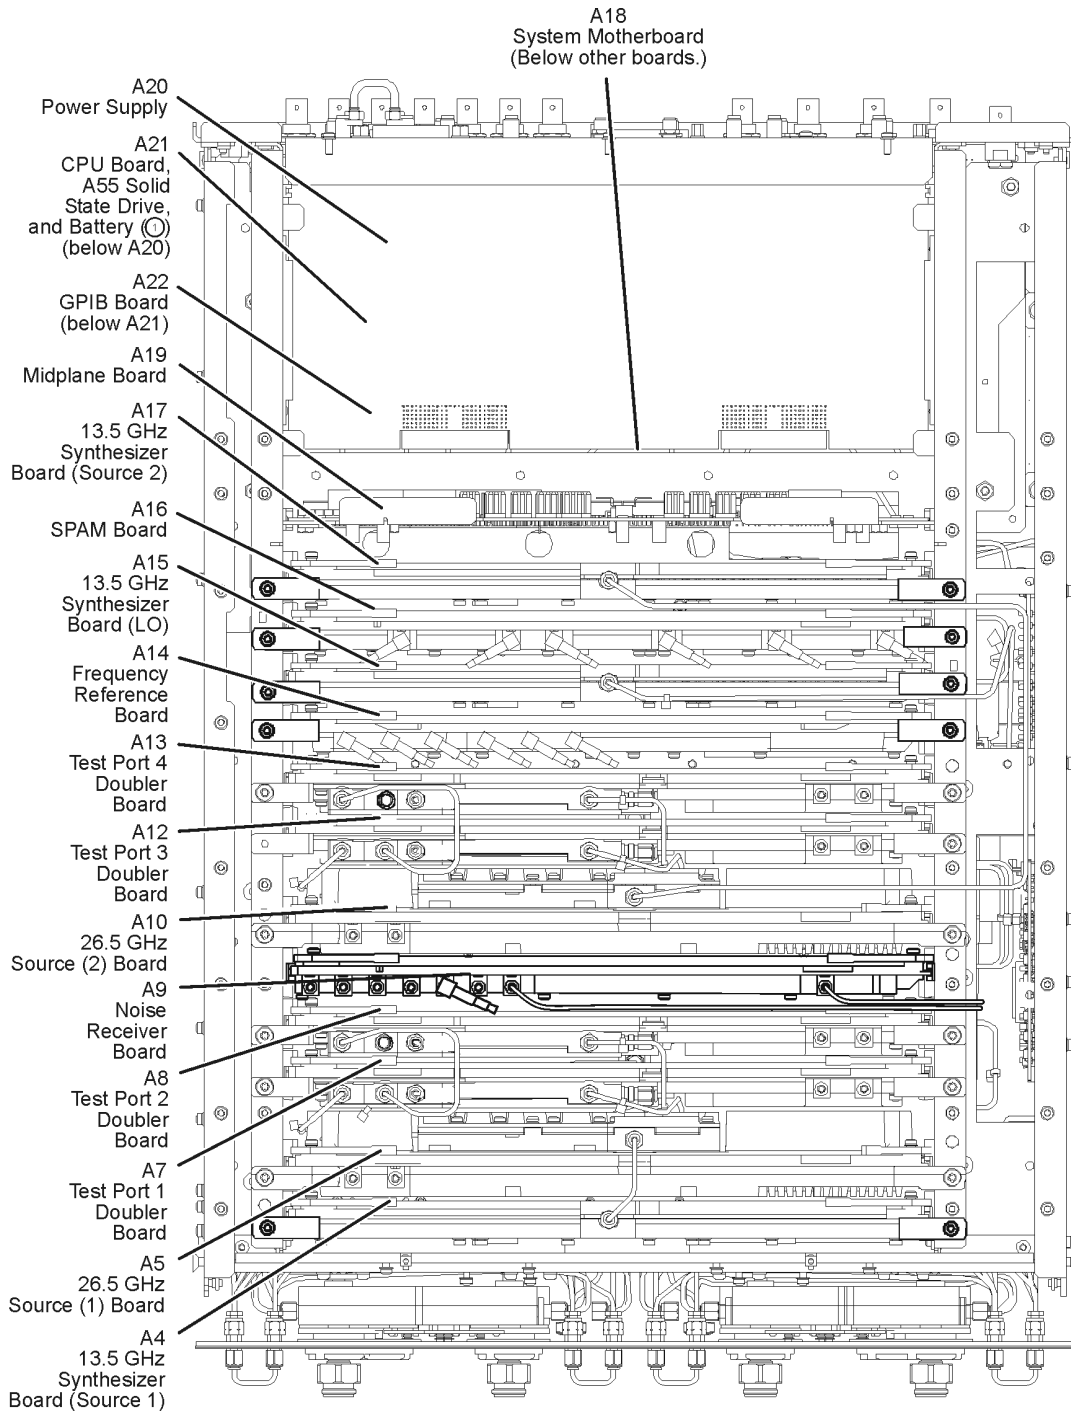 A18
System Motherboard
(Below other boards.)
A20
Power Supply
A21
CPU Board,
A55 Solid
State Drive,
and Battery (①)
(below A20)
A22
GPIB Board
(below A21)
A19
Midplane Board
A17
13.5 GHz
Synthesizer
Board (Source 2)
A16
SPAM Board
A15
13.5 GHz
Synthesizer
Board (LO)
A14
Frequency
Reference
Board
A13
Test Port 4
Doubler
Board
A12
Test Port 3
Doubler
Board
A10
26.5 GHz
Source (2) Board
A9
Noise
Receiver
Board
A8
Test Port 2
Doubler
Board
A7
Test Port 1
Doubler
Board
A5
26.5 GHz
Source (1) Board
A4
13.5 GHz
Synthesizer
Board (Source 1)